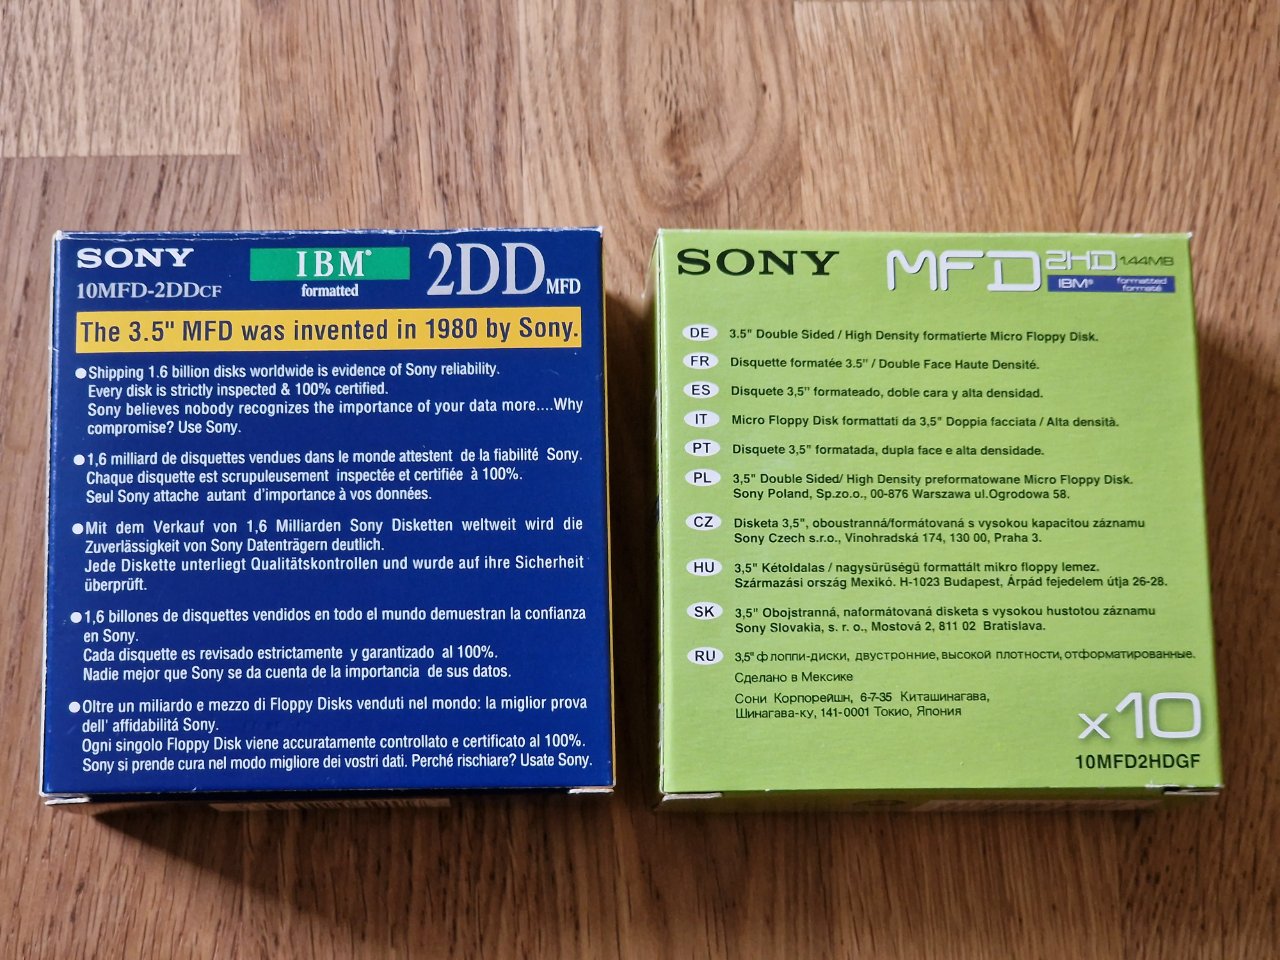 SONY
10MFD-2DDCF
IBM®
formatted
2DD MFD
The 3.5" MFD was invented in 1980 by Sony.
●Shipping 1.6 billion disks worldwide is evidence of Sony reliability.
Every disk is strictly inspected & 100% certified.
Sony believes nobody recognizes the importance of your data more....Why
compromise? Use Sony.
●1,6 milliard de disquettes vendues dans le monde attestent de la fiabilité Sony.
Chaque disquette est scrupuleusement inspectée et certifiée à 100%.
Seul Sony attache autant d'importance à vos données.
●Mit dem Verkauf von 1,6 Milliarden Sony Disketten weltweit wird die
Zuverlässigkeit von Sony Datenträgern deutlich.
Jede Diskette unterliegt Qualitätskontrollen und wurde auf ihre Sicherheit
überprüft.
●1,6 billones de disquettes vendidos en todo el mundo demuestran la confianza
en Sony.
Cada disquette es revisado estrictamente y garantizado al 100%.
Nadie mejor que Sony se da cuenta de la importancia de sus datos.
●Oltre un miliardo e mezzo di Floppy Disks venduti nel mondo: la miglior prova
dell' affidabilitá Sony.
Ogni singolo Floppy Disk viene accuratamente controllato e certificato al 100%.
Sony si prende cura nel modo migliore dei vostri dati. Perché rischiare? Usate Sony.
SONY
MFD 2HD 1.44MB
IBM® formatted
formaté
DE 3.5" Double Sided / High Density formatierte Micro Floppy Disk.
FR Disquette formatée 3.5" / Double Face Haute Densité.
ES Disquete 3,5" formateado, doble cara y alta densidad.
IT Micro Floppy Disk formattati da 3,5" Doppia facciata / Alta densità.
PT Disquete 3,5" formatada, dupla face e alta densidade.
PL 3,5" Double Sided/ High Density preformatowane Micro Floppy Disk.
Sony Poland, Sp.zo.o., 00-876 Warszawa ul.Ogrodowa 58.
CZ Disketa 3,5", oboustranná/formátovaná s vysokou kapacitou záznamu
Sony Czech s.r.o., Vinohradská 174, 130 00, Praha 3.
HU 3,5" Kétoldalas / nagysürüségü formattált mikro floppy lemez.
Származási ország Mexikó. H-1023 Budapest, Árpád fejedelem útja 26-28.
SK 3,5" Obojstranná, naformátovaná disketa s vysokou hustotou záznamu
Sony Slovakia, s. r. o., Mostová 2, 811 02 Bratislava.
RU 3,5" флоппи-диски, двустронние, высокой плотности, отформатированные.
Сделано в Мексике
Сони Корпорейшн, 6-7-35 Киташинагава,
Шинагава-ку, 141-0001 Токио, Япония
x10
10MFD2HDGF